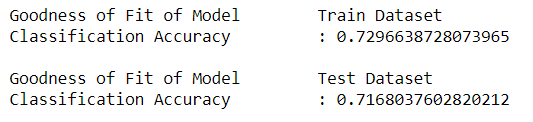 Goodness of Fit of Model Train Dataset
Classification Accuracy : 0.7296638728073965
Goodness of Fit of Model Test Dataset
Classification Accuracy : 0.7168037602820212